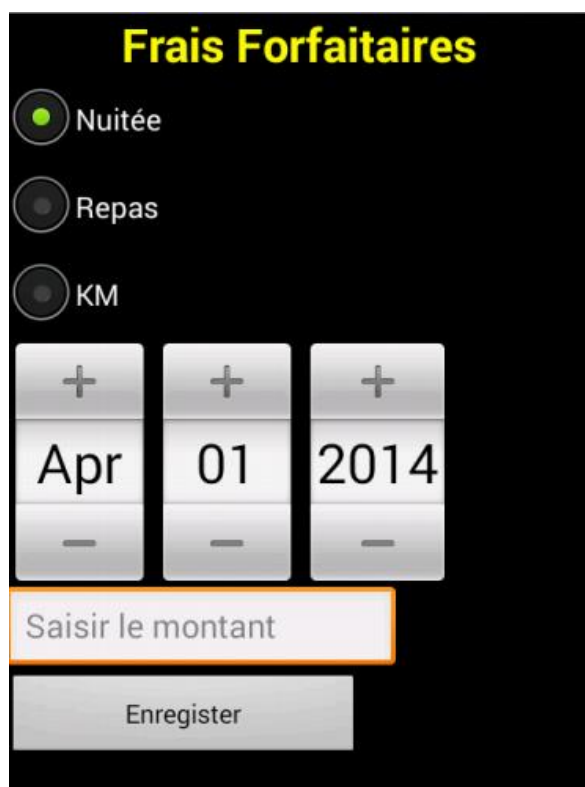 Frais Forfaitaires
Nuitée
Repas
KM
+ + +
Apr 01 2014
− − −
Saisir le montant
Enregister